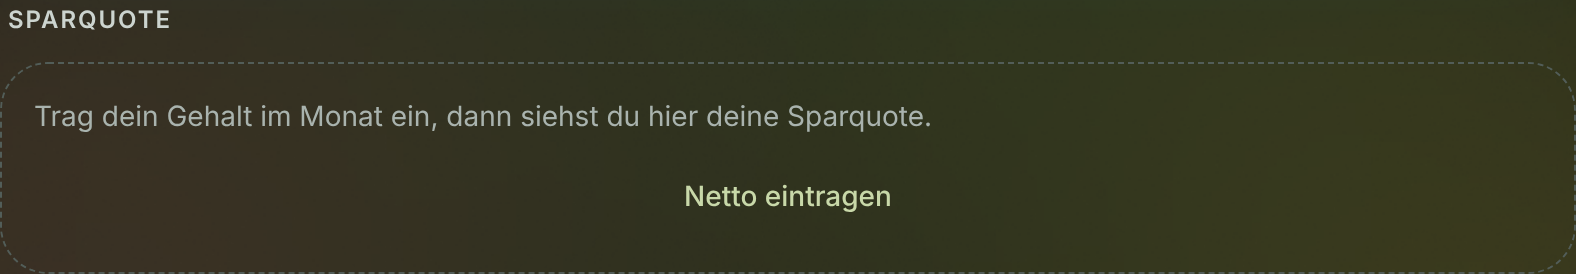 SPARQUOTE
Trag dein Gehalt im Monat ein, dann siehst du hier deine Sparquote.
Netto eintragen